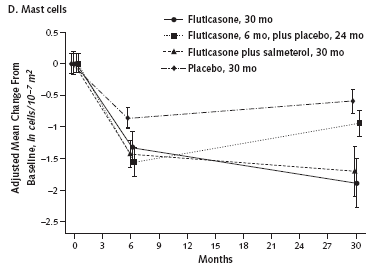 D. Mast cells
Fluticasone, 30 mo
Fluticasone, 6 mo, plus placebo, 24 mo
Fluticasone plus salmeterol, 30 mo
Placebo, 30 mo
Adjusted Mean Change From
Baseline, n cells/10–7 m²
0.5
0
–0.5
–1
–1.5
–2
–2.5
0 3 6 9 12 15 18 21 24 27 30
Months